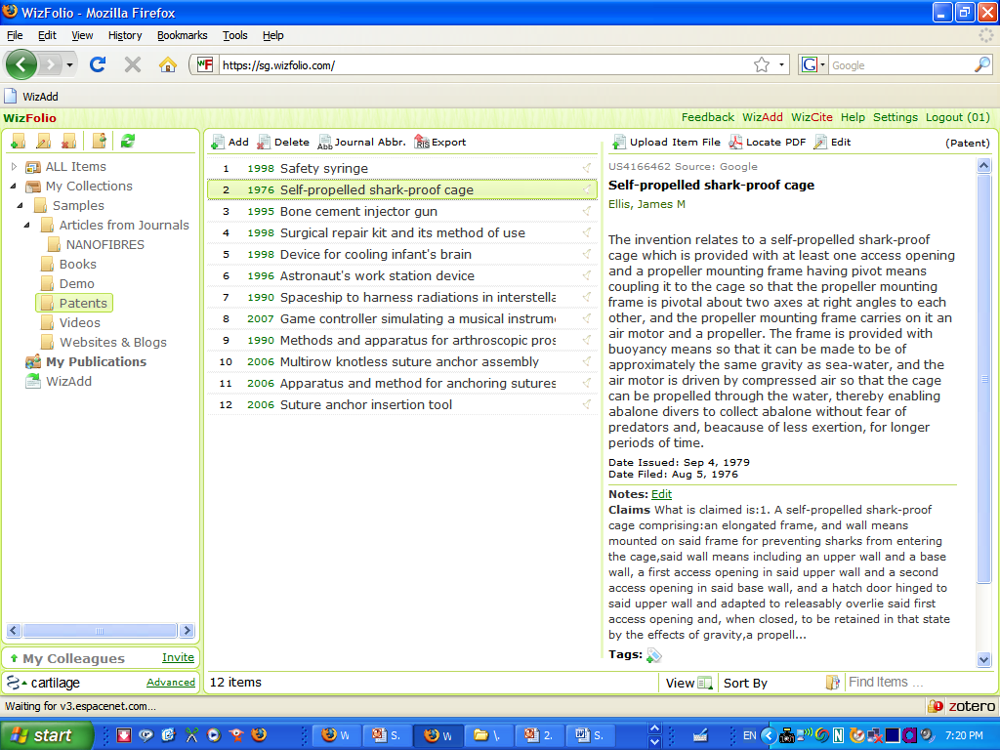 WizFolio - Mozilla Firefox
File Edit View History Bookmarks Tools Help
https://sg.wizfolio.com/
Google
WizAdd
WizFolio
Feedback WizAdd WizCite Help Settings Logout (01)
Add Delete Journal Abbr. Export
Upload Item File Locate PDF Edit (Patent)
ALL Items
My Collections
Samples
Articles from Journals
NANOFIBRES
Books
Demo
Patents
Videos
Websites & Blogs
My Publications
WizAdd
My Colleagues Invite
cartilage Advanced
1 1998 Safety syringe
2 1976 Self-propelled shark-proof cage
3 1995 Bone cement injector gun
4 1998 Surgical repair kit and its method of use
5 1998 Device for cooling infant's brain
6 1996 Astronaut's work station device
7 1990 Spaceship to harness radiations in interstella
8 2007 Game controller simulating a musical instrum
9 1990 Methods and apparatus for arthroscopic pros
10 2006 Multirow knotless suture anchor assembly
11 2006 Apparatus and method for anchoring sutures
12 2006 Suture anchor insertion tool
12 items
US4166462 Source: Google
Self-propelled shark-proof cage
Ellis, James M
The invention relates to a self-propelled shark-proof
cage which is provided with at least one access opening
and a propeller mounting frame having pivot means
coupling it to the cage so that the propeller mounting
frame is pivotal about two axes at right angles to each
other, and the propeller mounting frame carries on it an
air motor and a propeller. The frame is provided with
buoyancy means so that it can be made to be of
approximately the same gravity as sea-water, and the
air motor is driven by compressed air so that the cage
can be propelled through the water, thereby enabling
abalone divers to collect abalone without fear of
predators and, beacause of less exertion, for longer
periods of time.
Date Issued: Sep 4, 1979
Date Filed: Aug 5, 1976
Notes: Edit
Claims What is claimed is:1. A self-propelled shark-proof
cage comprising:an elongated frame, and wall means
mounted on said frame for preventing sharks from entering
the cage,said wall means including an upper wall and a base
wall, a first access opening in said upper wall and a second
access opening in said base wall, and a hatch door hinged to
said upper wall and adapted to releasably overlie said first
access opening and, when closed, to be retained in that state
by the effects of gravity,a propell...
Tags:
View Sort By Find Items ...
Waiting for v3.espacenet.com...
zotero
start W S. W \. 2. S. EN 7:20 PM